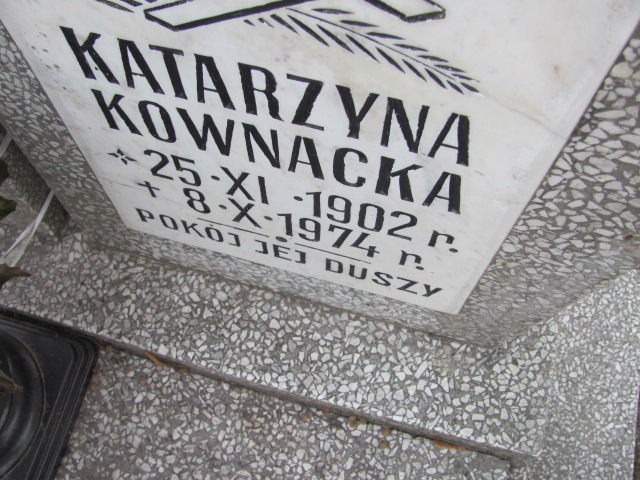 KATARZYNA
KOWNACKA
* 25·XI·1902 r.
+ 8·X·1974 r.
POKÓJ JEJ DUSZY